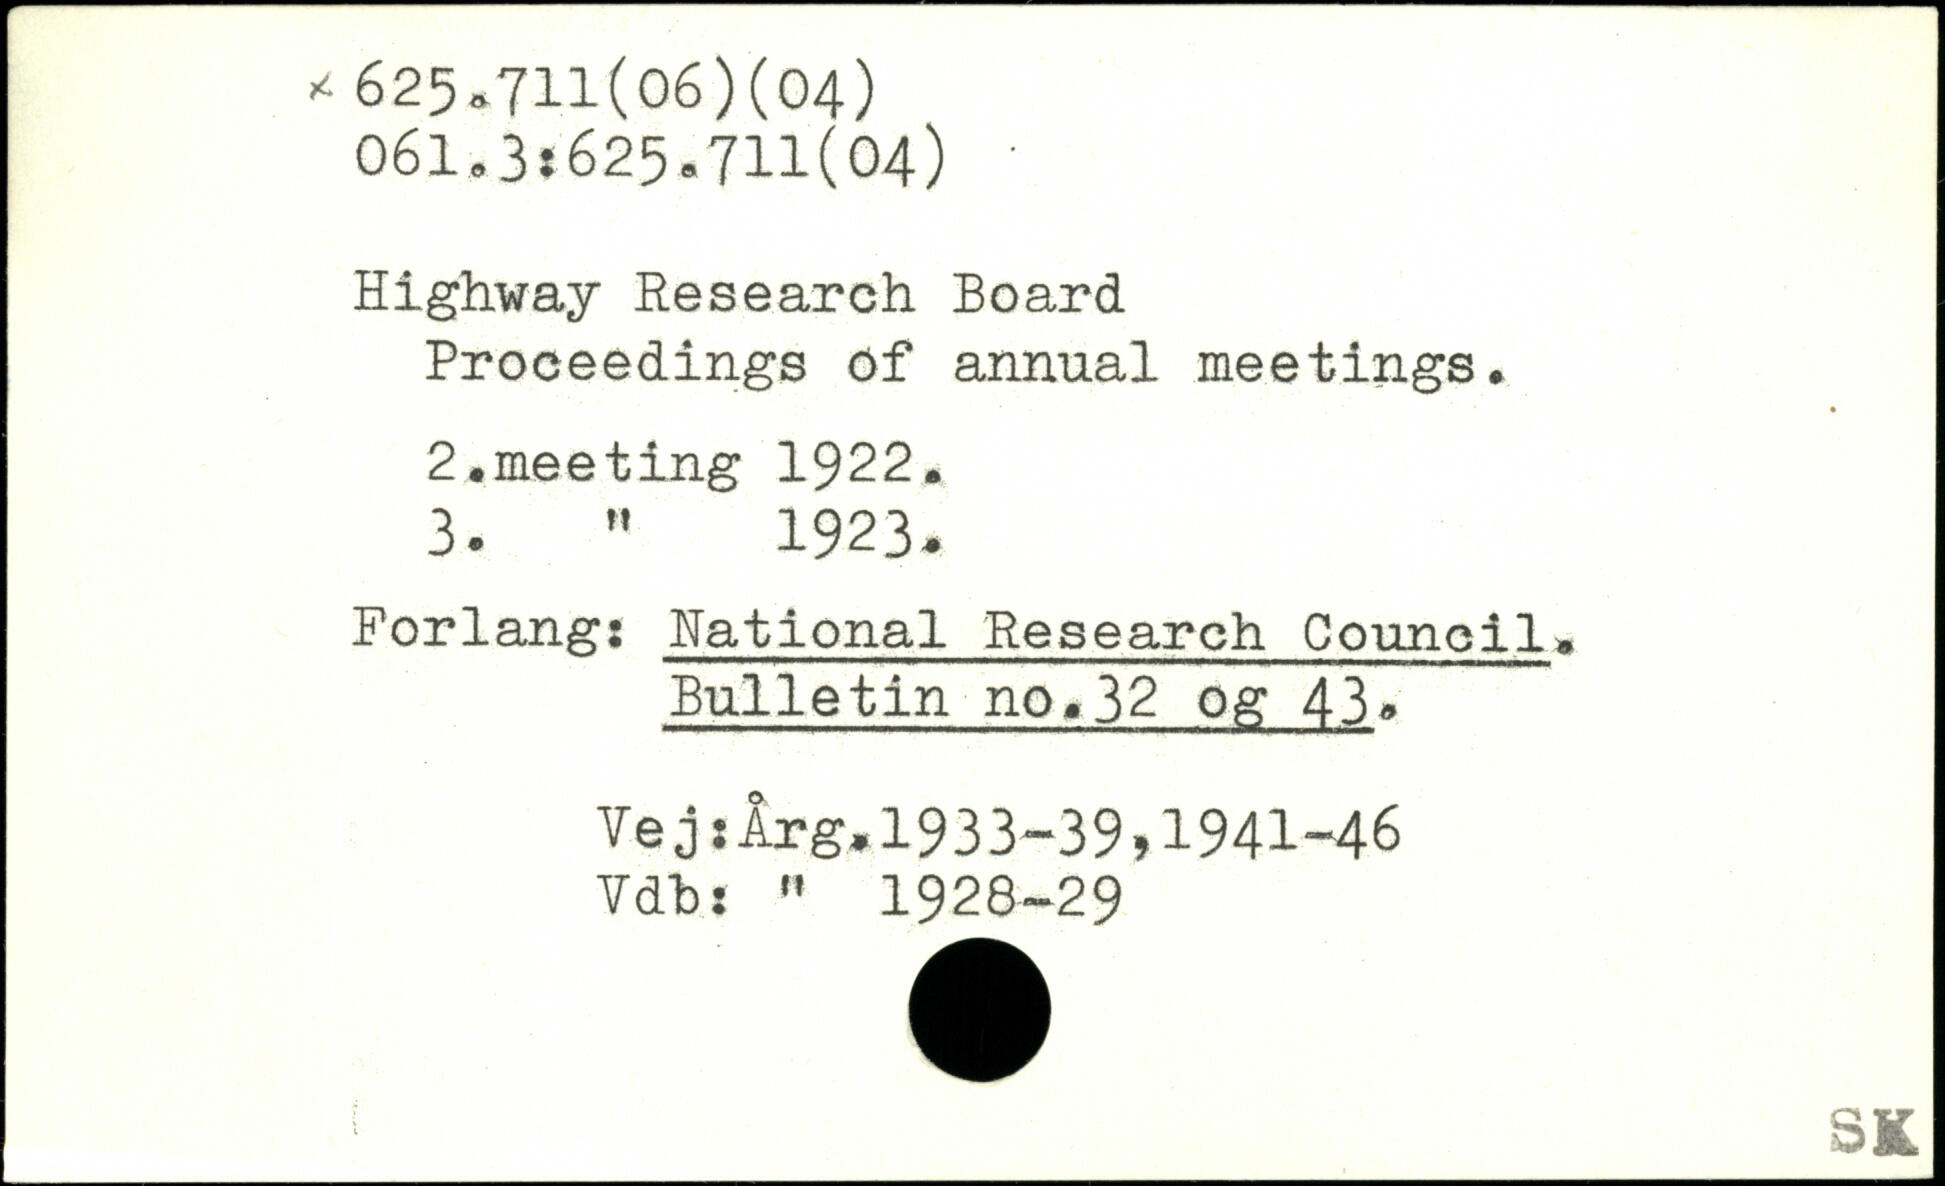 × 625.711(06)(04)
061.3:625.711(04)
Highway Research Board
Proceedings of annual meetings.
2.meeting 1922.
3. " 1923.
Forlang: National Research Council.
Bulletin no.32 og 43.
Vej:Årg.1933-39,1941-46
Vdb: " 1928-29
SK